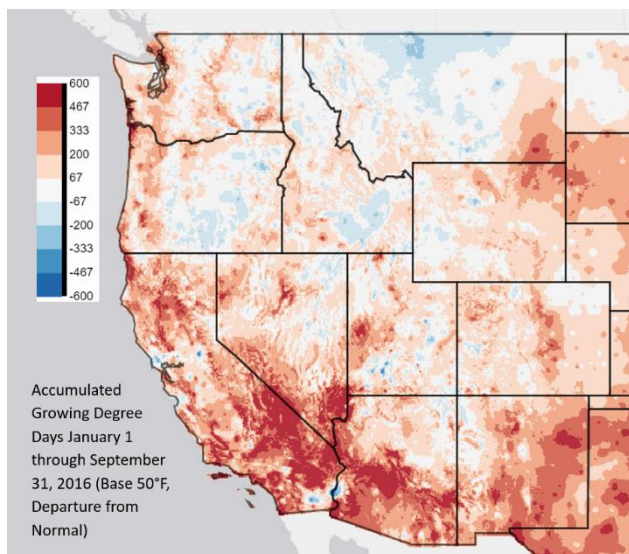 600
467
333
200
67
-67
-200
-333
-467
-600
Accumulated
Growing Degree
Days January 1
through September
31, 2016 (Base 50°F,
Departure from
Normal)